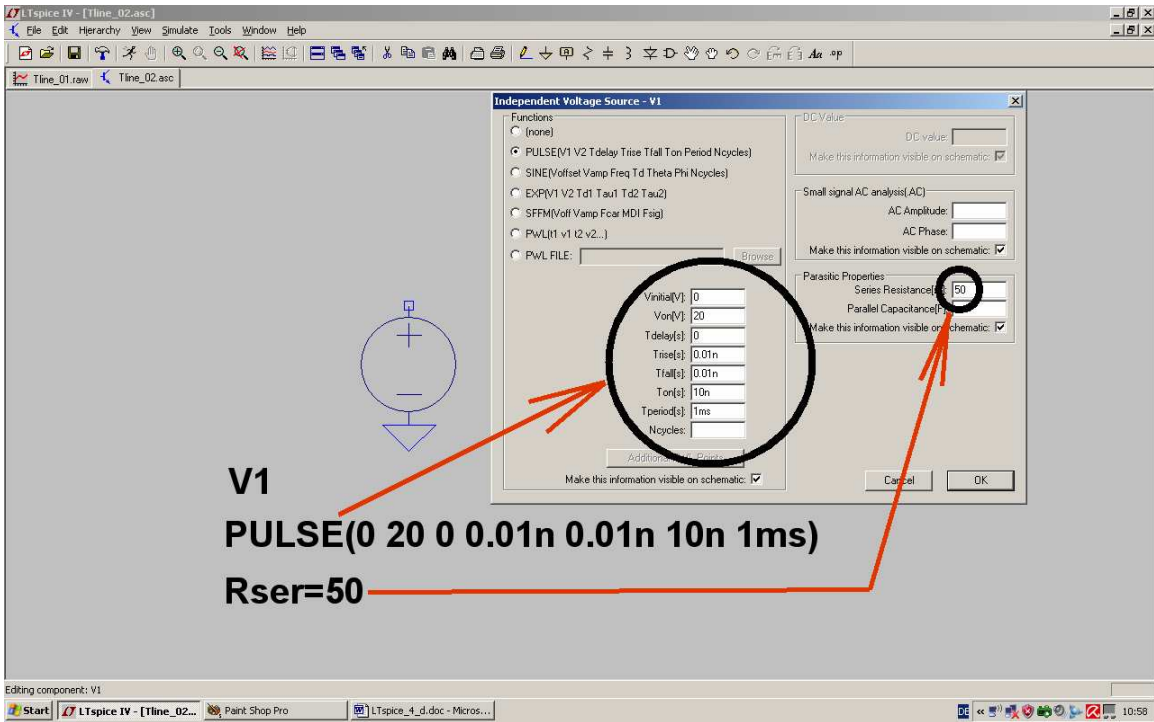 LTspice IV - [Tline_02.asc]
File Edit Hierarchy View Simulate Tools Window Help
Aa .op
Tline_01.raw Tline_02.asc
Independent Voltage Source - V1
Functions
(none)
PULSE(V1 V2 Tdelay Trise Tfall Ton Period Ncycles)
SINE(Voffset Vamp Freq Td Theta Phi Ncycles)
EXP(V1 V2 Td1 Tau1 Td2 Tau2)
SFFM(Voff Vamp Fcar MDI Fsig)
PWL(t1 v1 t2 v2...)
PWL FILE: Browse
Vinitial[V]: 0
Von[V]: 20
Tdelay[s]: 0
Trise[s]: 0.01n
Tfall[s]: 0.01n
Ton[s]: 10n
Tperiod[s]: 1ms
Ncycles:
Additional Points
Make this information visible on schematic:
DC Value
DC value:
Make this information visible on schematic:
Small signal AC analysis(.AC)
AC Amplitude:
AC Phase:
Make this information visible on schematic:
Parasitic Properties
Series Resistance 50
Parallel Capacitance[F]
Make this information visible on schematic:
Cancel OK
V1
PULSE(0 20 0 0.01n 0.01n 10n 1ms)
Rser=50
Editing component: V1
Start LTspice IV - [Tline_02... Paint Shop Pro LTspice_4_d.doc - Micros... DE 10:58